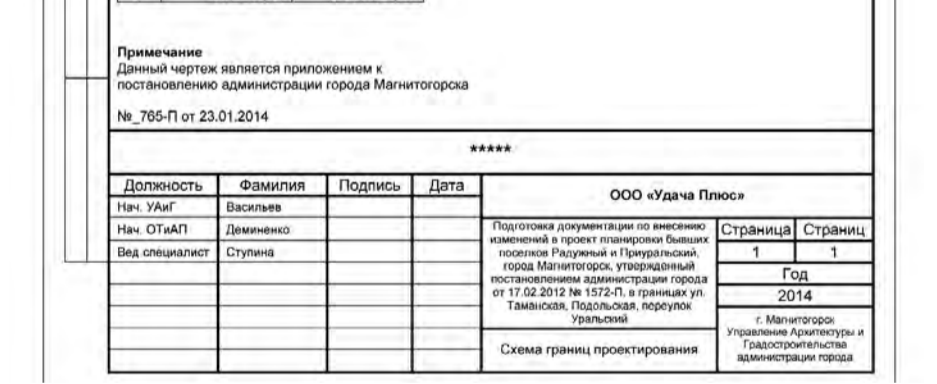 Примечание
Данный чертеж является приложением к
постановлению администрации города Магнитогорска
№_765-П от 23.01.2014
*****
Должность Фамилия Подпись Дата
Нач. УАиГ Васильев
Нач. ОТиАП Деминенко
Вед специалист Ступина
ООО «Удача Плюс»
Подготовка документации по внесению
изменений в проект планировки бывших
поселков Радужный и Приуральский,
город Магнитогорск, утвержденный
постановлением администрации города
от 17.02.2012 № 1572-П, в границах ул.
Таманская, Подольская, переулок
Уральский
Страница Страниц
1 1
Год
2014
Схема границ проектирования
г. Магнитогорск
Управление Архитектуры и
Градостроительства
администрации города